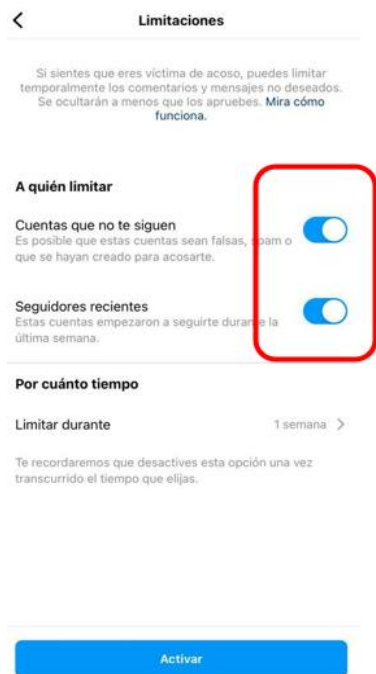 Limitaciones
Si sientes que eres víctima de acoso, puedes limitar
temporalmente los comentarios y mensajes no deseados.
Se ocultarán a menos que los apruebes. Mira cómo
funciona.
A quién limitar
Cuentas que no te siguen
Es posible que estas cuentas sean falsas, spam o
que se hayan creado para acosarte.
Seguidores recientes
Estas cuentas empezaron a seguirte durante la
última semana.
Por cuánto tiempo
Limitar durante 1 semana
Te recordaremos que desactives esta opción una vez
transcurrido el tiempo que elijas.
Activar